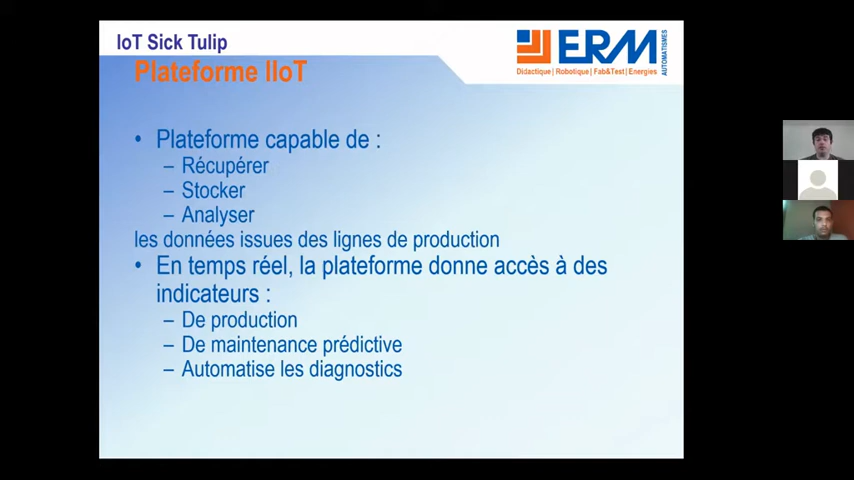 IoT Sick Tulip
Plateforme IIoT
ERM
AUTOMATISMES
Didactique | Robotique | Fab&Test | Energies
• Plateforme capable de :
– Récupérer
– Stocker
– Analyser
les données issues des lignes de production
• En temps réel, la plateforme donne accès à des
indicateurs :
– De production
– De maintenance prédictive
– Automatise les diagnostics